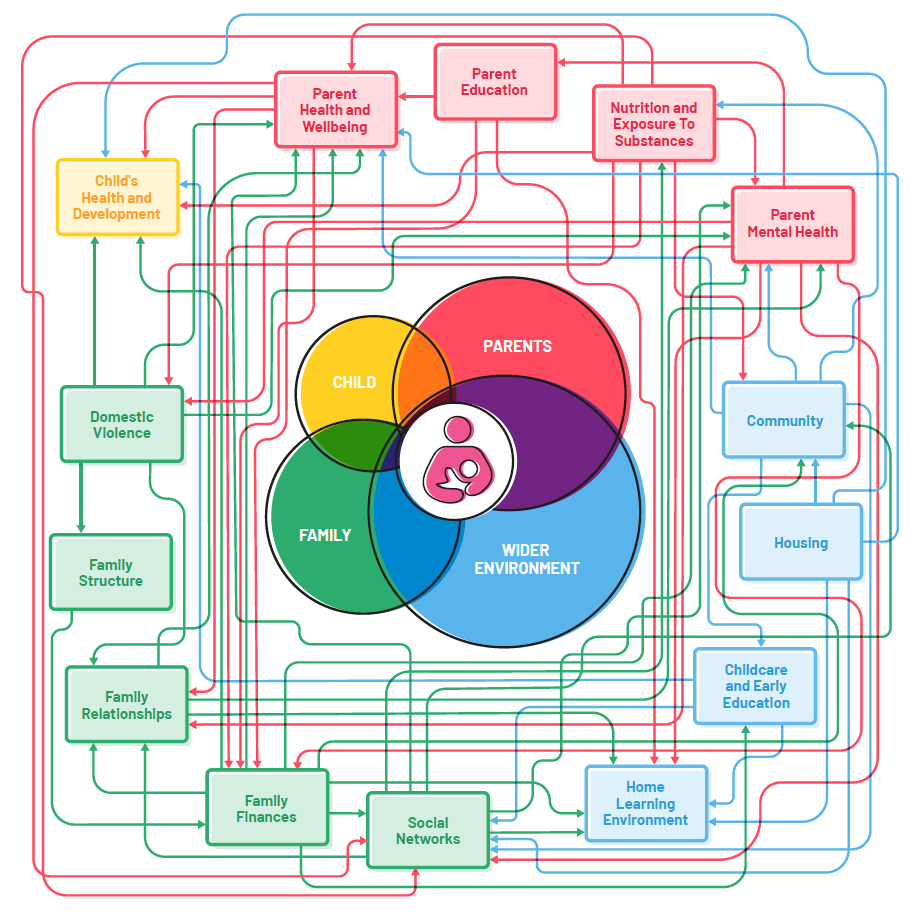 Parent
Education
Parent
Health and
Wellbeing
Nutrition and
Exposure To
Substances
Child's
Health and
Development
Parent
Mental Health
PARENTS
CHILD
Domestic
Violence
Community
FAMILY
WIDER
ENVIRONMENT
Housing
Family
Structure
Childcare
and Early
Education
Family
Relationships
Family
Finances
Home
Learning
Environment
Social
Networks